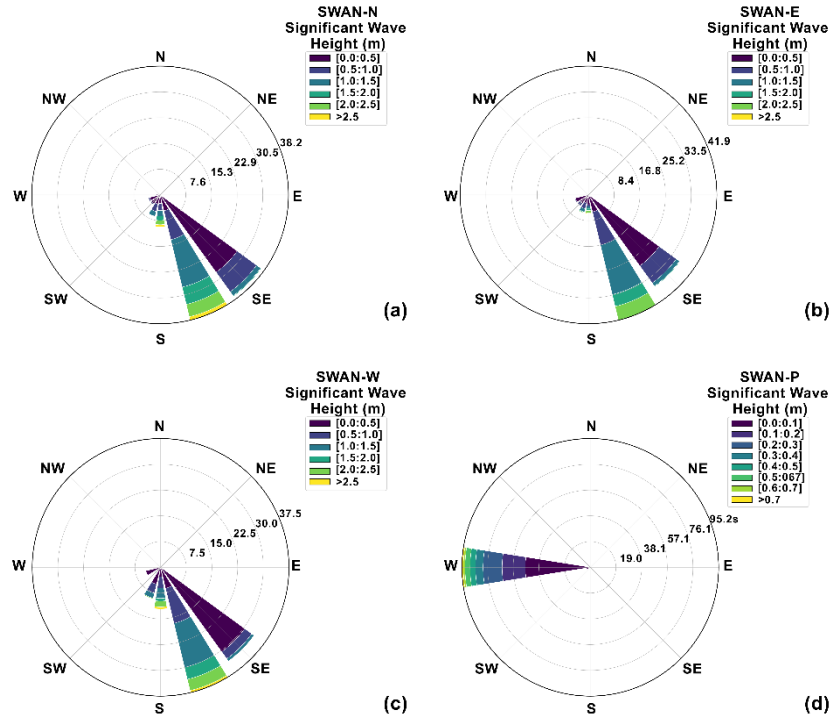 SWAN-N
Significant Wave
Height (m)
[0.0:0.5]
[0.5:1.0]
[1.0:1.5]
[1.5:2.0]
[2.0:2.5]
>2.5
N
NE
E
SE
S
SW
W
NW
7.6
15.3
22.9
30.5
38.2
(a)
SWAN-E
Significant Wave
Height (m)
[0.0:0.5]
[0.5:1.0]
[1.0:1.5]
[1.5:2.0]
[2.0:2.5]
>2.5
N
NE
E
SE
S
SW
W
NW
8.4
16.8
25.2
33.5
41.9
(b)
SWAN-W
Significant Wave
Height (m)
[0.0:0.5]
[0.5:1.0]
[1.0:1.5]
[1.5:2.0]
[2.0:2.5]
>2.5
N
NE
E
SE
S
SW
W
NW
7.5
15.0
22.5
30.0
37.5
(c)
SWAN-P
Significant Wave
Height (m)
[0.0:0.1]
[0.1:0.2]
[0.2:0.3]
[0.3:0.4]
[0.4:0.5]
[0.5:067]
[0.6:0.7]
>0.7
N
NE
E
SE
S
SW
W
NW
19.0
38.1
57.1
76.1
95.2s
(d)